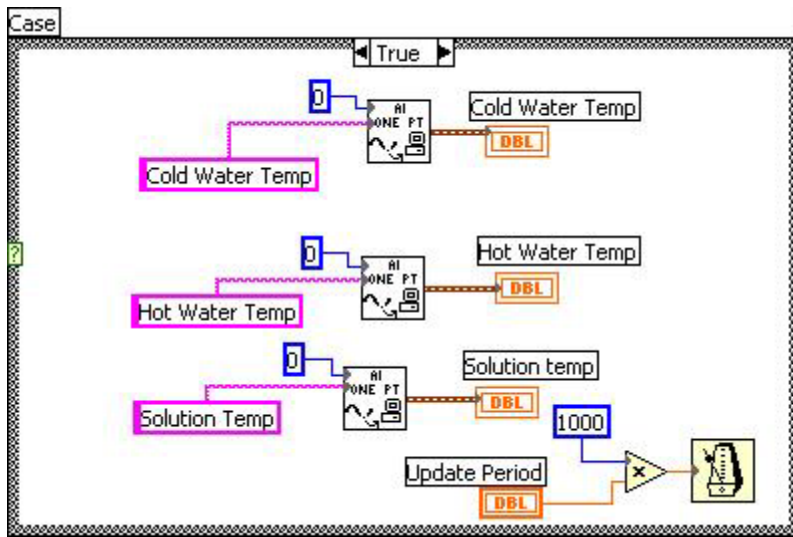 Case
True
0
AI
ONE PT
Cold Water Temp
DBL
Cold Water Temp
0
AI
ONE PT
Hot Water Temp
DBL
Hot Water Temp
0
AI
ONE PT
Solution temp
DBL
Solution Temp
1000
Update Period
x
DBL
?